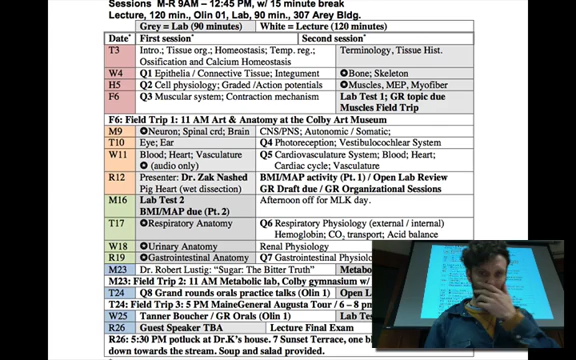 Sessions M-R 9AM – 12:45 PM, w/ 15 minute break
Lecture, 120 min., Olin 01, Lab, 90 min., 307 Arey Bldg.
Grey = Lab (90 minutes) White = Lecture (120 minutes)
Date* First session* Second session*
T3 Intro.; Tissue org.; Homeostasis; Temp. reg.; Terminology, Tissue Hist.
Ossification and Calcium Homeostasis
W4 Q1 Epithelia / Connective Tissue; Integument ✪Bone; Skeleton
H5 Q2 Cell physiology; Graded /Action potentials ✪Muscles, MEP, Myofiber
F6 Q3 Muscular system; Contraction mechanism Lab Test 1; GR topic due
Muscles Field Trip
F6: Field Trip 1: 11 AM Art & Anatomy at the Colby Art Museum
M9 ✪Neuron; Spinal crd; Brain CNS/PNS; Autonomic / Somatic;
T10 Eye; Ear Q4 Photoreception; Vestibulocochlear System
W11 Blood; Heart; Vasculature Q5 Cardiovasculature System; Blood; Heart;
✪ (audio only) Cardiac cycle; Vasculature
R12 Presenter: Dr. Zak Nashed BMI/MAP activity (Pt. 1) / Open Lab Review
Pig Heart (wet dissection) GR Draft due / GR Organizational Sessions
M16 Lab Test 2 Afternoon off for MLK day.
BMI/MAP due (Pt. 2)
T17 ✪Respiratory Anatomy Q6 Respiratory Physiology (external / internal)
Hemoglobin; CO2 transport; Acid balance
W18 ✪Urinary Anatomy Renal Physiology
R19 ✪Gastrointestinal Anatomy Q7 Gastrointestinal Physiology
M23 Dr. Robert Lustig: "Sugar: The Bitter Truth"
M23: Field Trip 2: 11 AM Metabolic lab, Colby gymnasium
T24 Q8 Grand rounds orals practice talks (Olin 1) Open
T24: Field Trip 3: 5 PM MaineGeneral Augusta Tour / 6 – 8
W25 Tanner Boucher / GR Orals (Olin 1) Lab
R26 Guest Speaker TBA Lecture Final Exam
R26: 5:30 PM potluck at Dr.K's house. 7 Sunset Terrace, one
down towards the stream. Soup and salad provided.